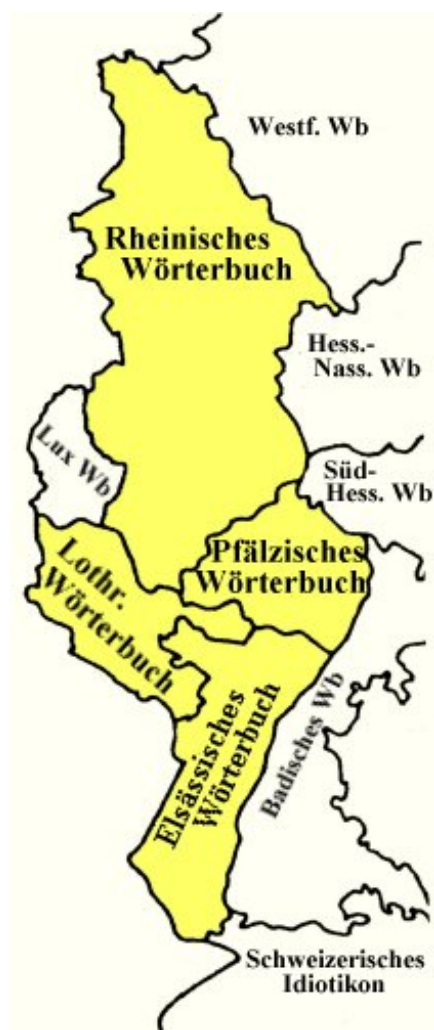 Westf. Wb
Rheinisches
Wörterbuch
Hess.-
Nass. Wb
Lux Wb
Süd-
Hess. Wb
Pfälzisches
Wörterbuch
Lothr.
Wörterbuch
Elsässisches
Wörterbuch
Badisches Wb
Schweizerisches
Idiotikon